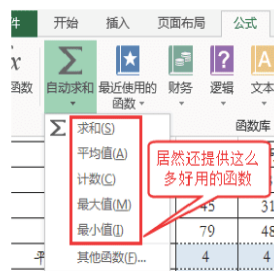 件 开始 插入 页面布局 公式
x Σ A
函数 自动求和 最近使用的 财务 逻辑 文本
函数
函数库
Σ 求和(S)
平均值(A)
计数(C)
最大值(M)
最小值(I)
其他函数(F)...
居然还提供这么
多好用的函数
45 31
79 48
4 4